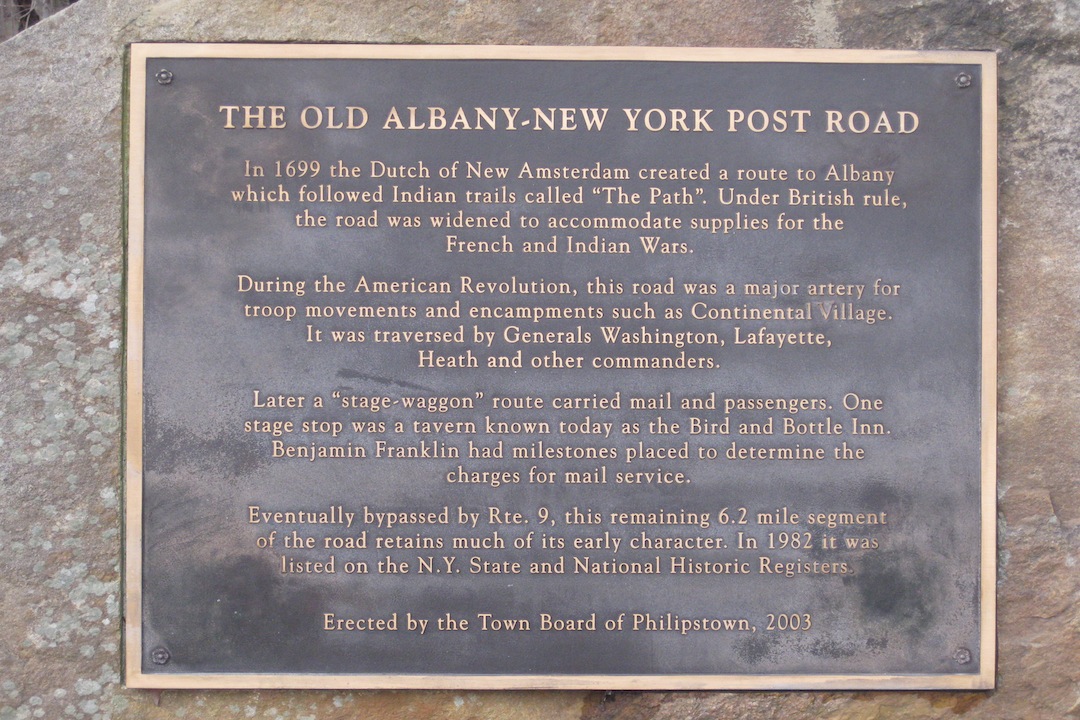 THE OLD ALBANY-NEW YORK POST ROAD
In 1699 the Dutch of New Amsterdam created a route to Albany
which followed Indian trails called “The Path”. Under British rule,
the road was widened to accommodate supplies for the
French and Indian Wars.
During the American Revolution, this road was a major artery for
troop movements and encampments such as Continental Village.
It was traversed by Generals Washington, Lafayette,
Heath and other commanders.
Later a “stage-waggon” route carried mail and passengers. One
stage stop was a tavern known today as the Bird and Bottle Inn.
Benjamin Franklin had milestones placed to determine the
charges for mail service.
Eventually bypassed by Rte. 9, this remaining 6.2 mile segment
of the road retains much of its early character. In 1982 it was
listed on the N.Y. State and National Historic Registers.
Erected by the Town Board of Philipstown, 2003